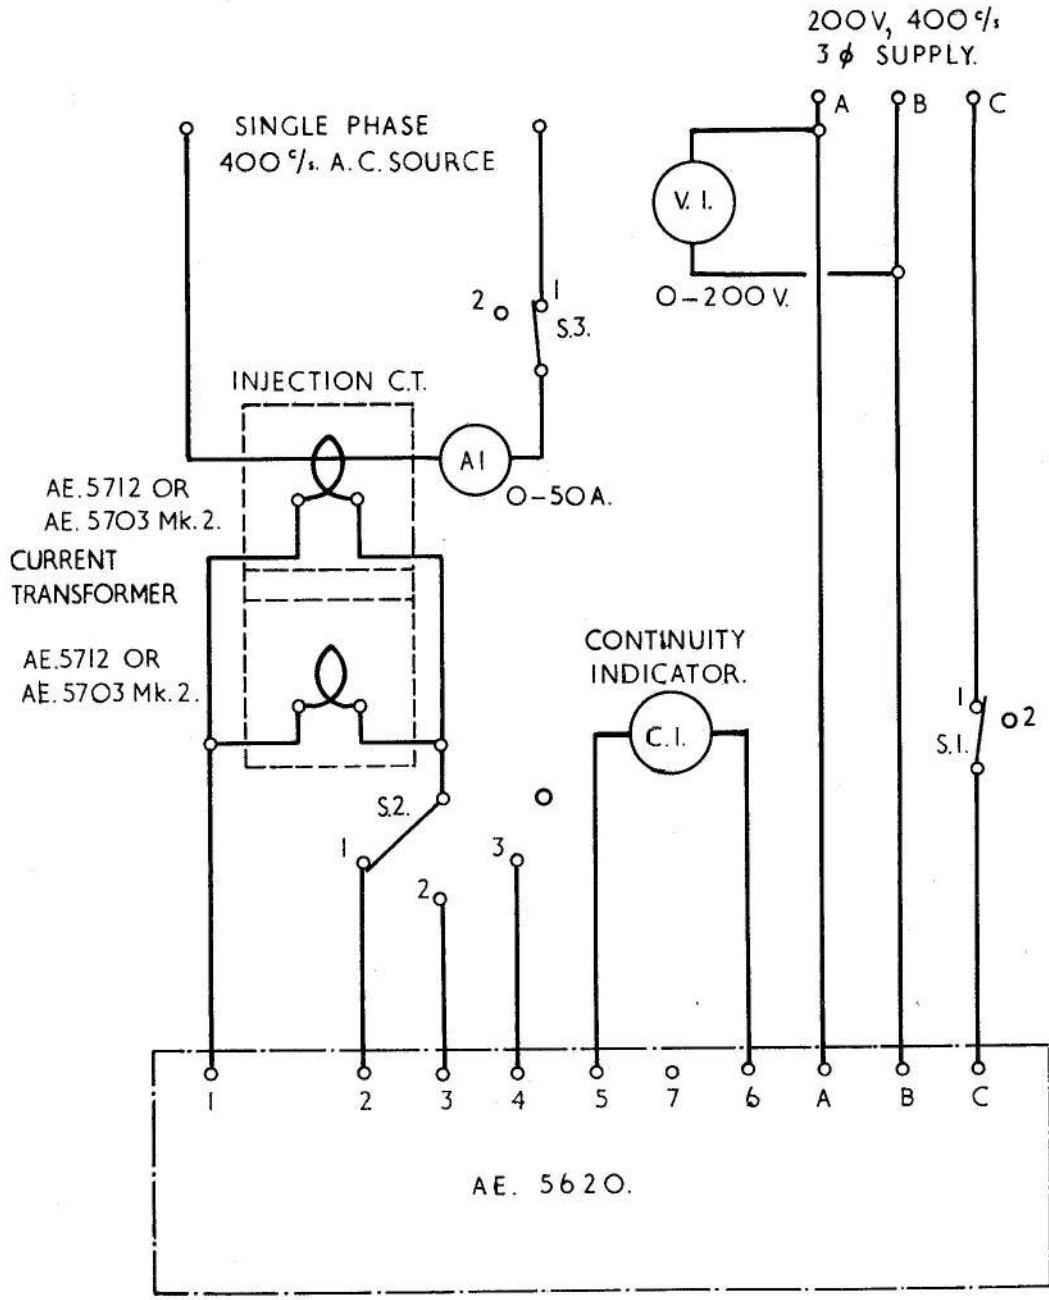 200V, 400 c/s
3 ϕ SUPPLY.
A
B
C
SINGLE PHASE
400 c/s. A.C. SOURCE
V. I.
0-200 V.
2
1
S.3.
INJECTION C.T.
A I
0-50 A.
AE. 5712 OR
AE. 5703 Mk. 2.
CURRENT
TRANSFORMER
AE. 5712 OR
AE. 5703 Mk. 2.
CONTINUITY
INDICATOR.
C. I.
1
2
S.I.
S.2.
1
2
3
1
2
3
4
5
7
6
A
B
C
AE. 5620.